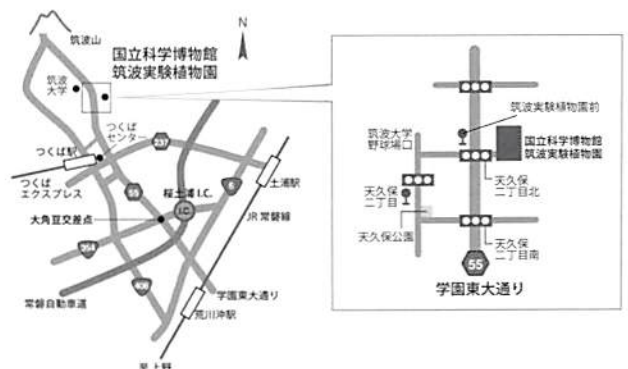 筑波山
N
国立科学博物館
筑波実験植物園
筑波
大学
つくば
センター
つくば駅
つくば
エクスプレス
237
55
桜土浦 I.C.
I.C.
6
土浦駅
大角豆交差点
JR 常磐線
354
408
常磐自動車道
学園東大通り
荒川沖駅
至上野
筑波実験植物園前
筑波大学
野球場口
国立科学博物館
筑波実験植物園
天久保
二丁目
天久保
二丁目北
天久保公園
天久保
二丁目南
55
学園東大通り